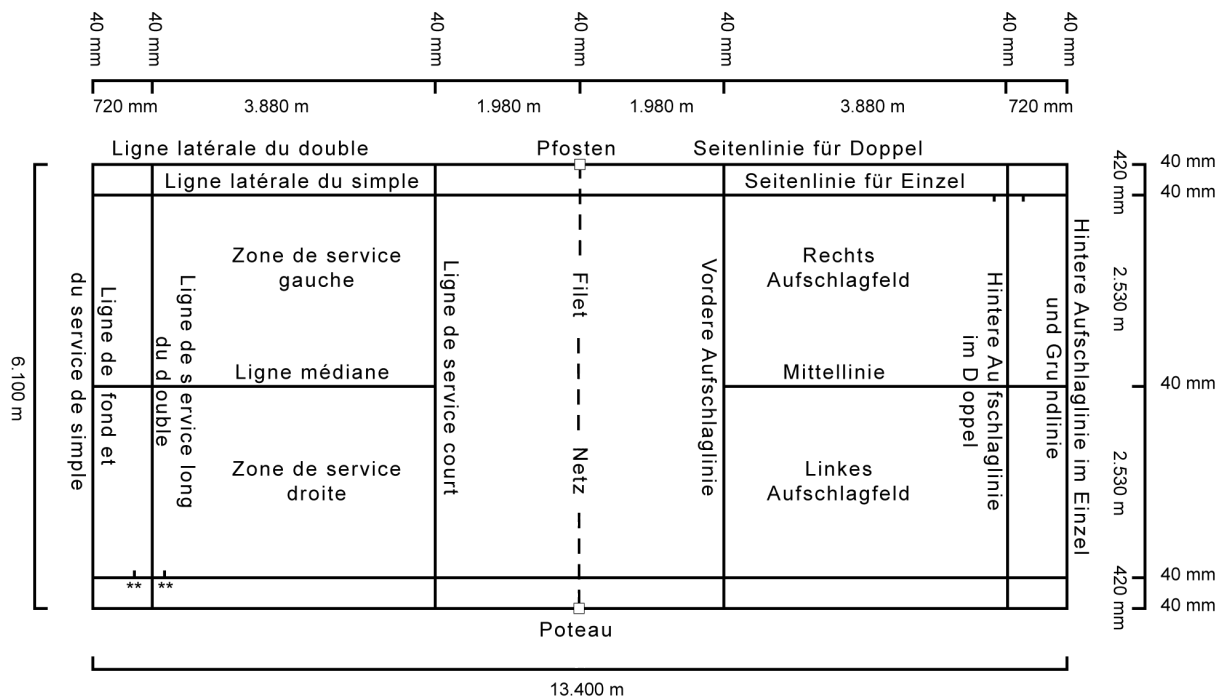 40 mm
40 mm
40 mm
40 mm
40 mm
40 mm
40 mm
720 mm
3.880 m
1.980 m
1.980 m
3.880 m
720 mm
Ligne latérale du double
Pfosten
Seitenlinie für Doppel
Ligne latérale du simple
Seitenlinie für Einzel
420 mm
40 mm
40 mm
Zone de service
gauche
Rechts
Aufschlagfeld
6.100 m
Ligne de fond et
du service de simple
Ligne de service long
du double
Ligne de service court
Filet
Netz
Vordere Aufschlaglinie
Hintere Aufschlaglinie
im Doppel
Hintere Aufschlaglinie im Einzel
und Grundlinie
2.530 m
Ligne médiane
Mittellinie
40 mm
Zone de service
droite
Linkes
Aufschlagfeld
2.530 m
**
**
420 mm
40 mm
40 mm
Poteau
13.400 m